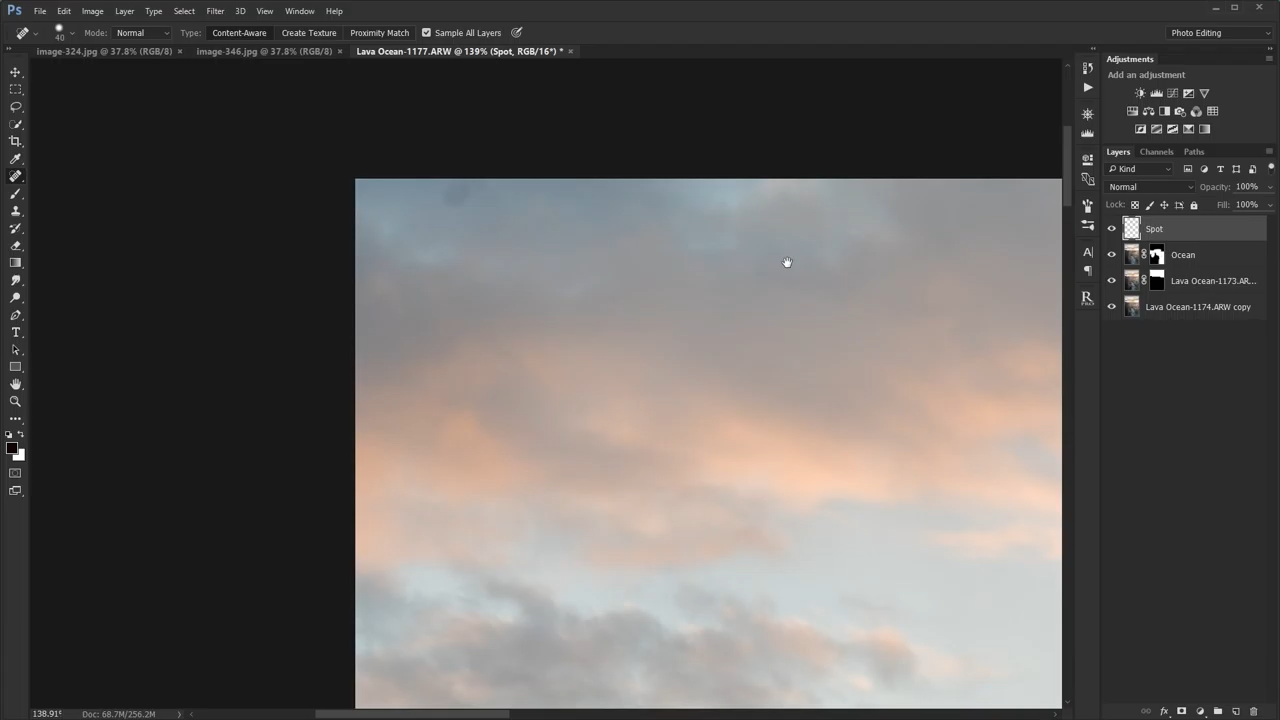 Ps File Edit Image Layer Type Select Filter 3D View Window Help
40 Mode: Normal Type: Content-Aware Create Texture Proximity Match Sample All Layers Photo Editing
image-324.jpg @ 37.8% (RGB/8) × image-346.jpg @ 37.8% (RGB/8) × Lava Ocean-1177.ARW @ 139% (Spot, RGB/16*) * ×
Adjustments
Add an adjustment
Layers Channels Paths
Kind
Normal Opacity: 100%
Lock: Fill: 100%
Spot
Ocean
Lava Ocean-1173.AR...
Lava Ocean-1174.ARW copy
138.91% Doc: 68.7M/256.2M